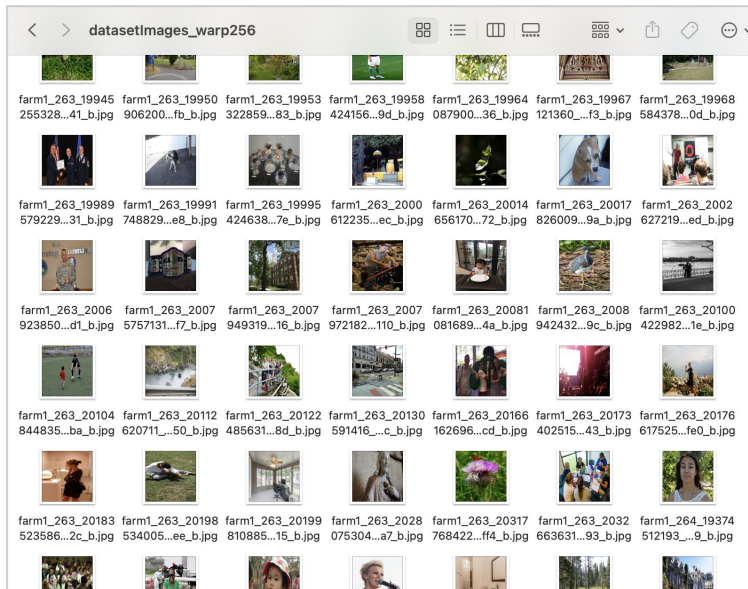 datasetImages_warp256
farm1_263_19945 farm1_263_19950 farm1_263_19953 farm1_263_19958 farm1_263_19964 farm1_263_19967 farm1_263_19968
255328...41_b.jpg 906200...fb_b.jpg 322859...83_b.jpg 424156...9d_b.jpg 087900...36_b.jpg 121360_...f3_b.jpg 584378...0d_b.jpg
farm1_263_19989 farm1_263_19991 farm1_263_19995 farm1_263_2000 farm1_263_20014 farm1_263_20017 farm1_263_2002
579229...31_b.jpg 748829...e8_b.jpg 424638...7e_b.jpg 612235...ec_b.jpg 656170...72_b.jpg 826009...9a_b.jpg 627219...ed_b.jpg
farm1_263_2006 farm1_263_2007 farm1_263_2007 farm1_263_2007 farm1_263_20081 farm1_263_2008 farm1_263_20100
923850...d1_b.jpg 5757131...f7_b.jpg 949319...16_b.jpg 972182...110_b.jpg 081689...4a_b.jpg 942432...9c_b.jpg 422982...1e_b.jpg
farm1_263_20104 farm1_263_20112 farm1_263_20122 farm1_263_20130 farm1_263_20166 farm1_263_20173 farm1_263_20176
844835...ba_b.jpg 620711_...50_b.jpg 485631...8d_b.jpg 591416_...c_b.jpg 162696...cd_b.jpg 402515...43_b.jpg 617525...fe0_b.jpg
farm1_263_20183 farm1_263_20198 farm1_263_20199 farm1_263_2028 farm1_263_20317 farm1_263_2032 farm1_264_19374
523586...2c_b.jpg 534005...ee_b.jpg 810885...15_b.jpg 075304...a7_b.jpg 768422...ff4_b.jpg 663631...93_b.jpg 512193_...9_b.jpg